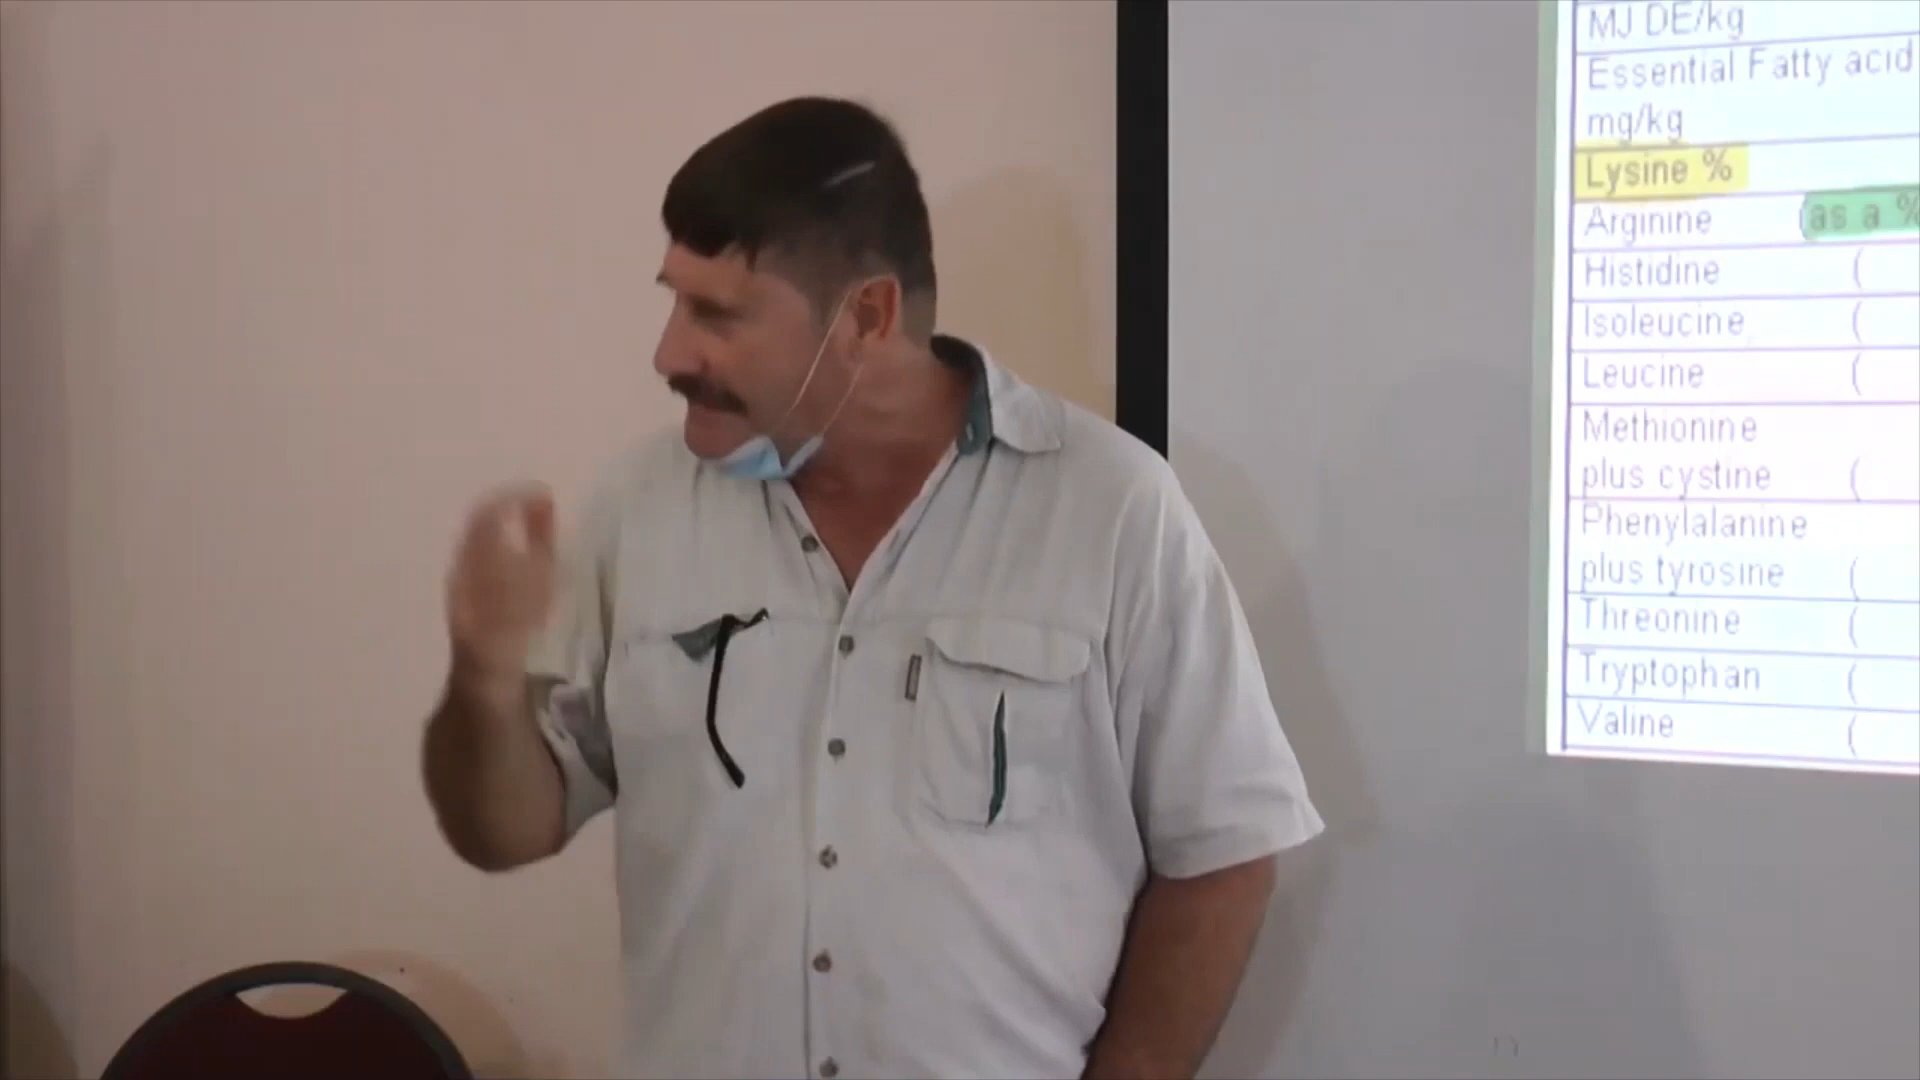 MJ DE/kg
Essential Fatty acid
mg/kg
Lysine %
Arginine (as a %
Histidine (
Isoleucine (
Leucine (
Methionine
plus cystine (
Phenylalanine
plus tyrosine (
Threonine (
Tryptophan (
Valine (